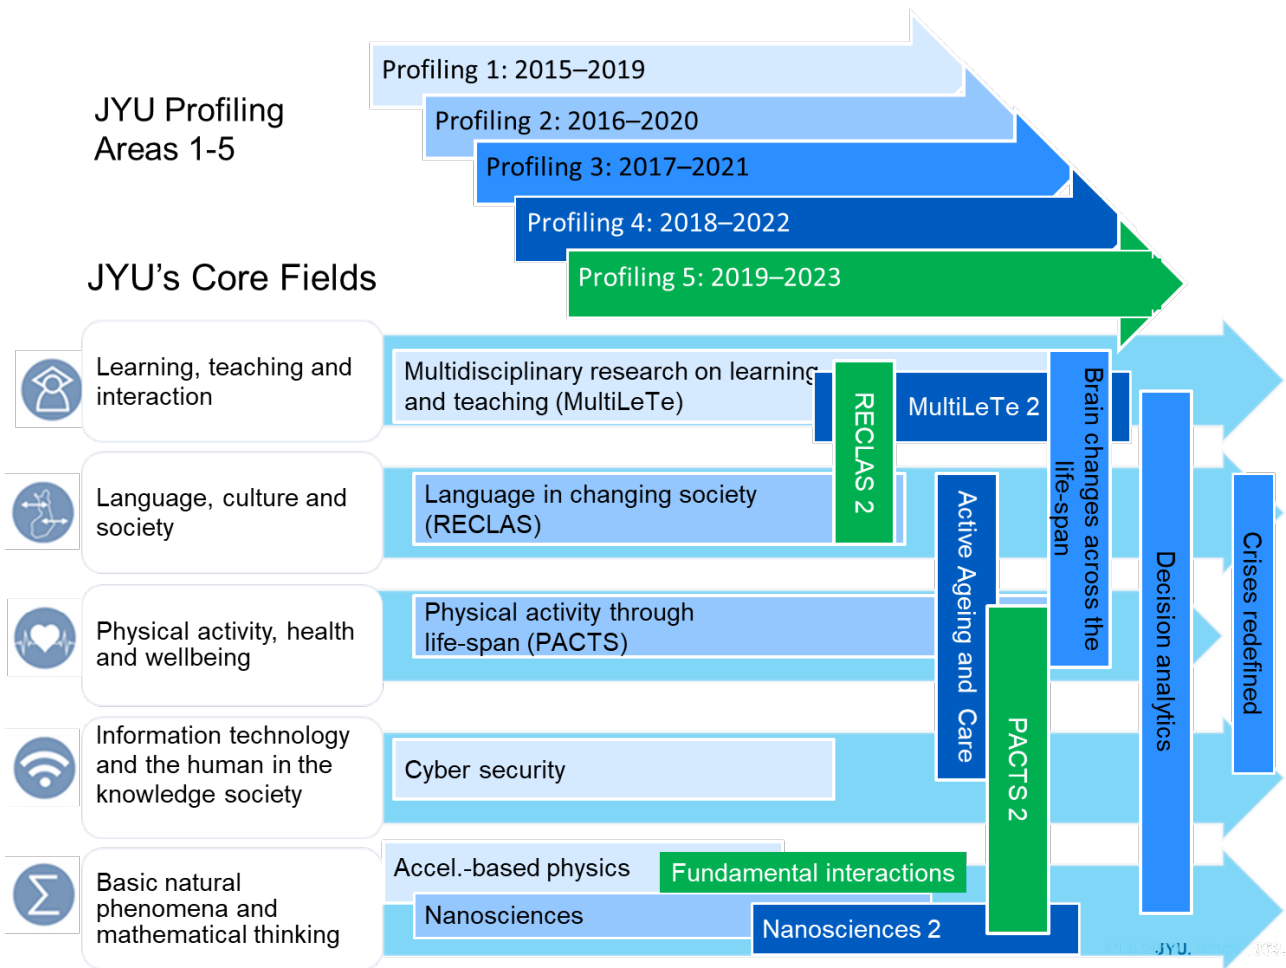 Profiling 1: 2015–2019
JYU Profiling
Areas 1-5
Profiling 2: 2016–2020
Profiling 3: 2017–2021
Profiling 4: 2018–2022
JYU’s Core Fields
Profiling 5: 2019–2023
Learning, teaching and
interaction
Multidisciplinary research on learning
and teaching (MultiLeTe)
RECLAS 2
MultiLeTe 2
Brain changes across the
life-span
Language, culture and
society
Language in changing society
(RECLAS)
Active Ageing and Care
Decision analytics
Crises redefined
Physical activity, health
and wellbeing
Physical activity through
life-span (PACTS)
PACTS 2
Information technology
and the human in the
knowledge society
Cyber security
Basic natural
phenomena and
mathematical thinking
Accel.-based physics
Fundamental interactions
Nanosciences
Nanosciences 2
JYU.